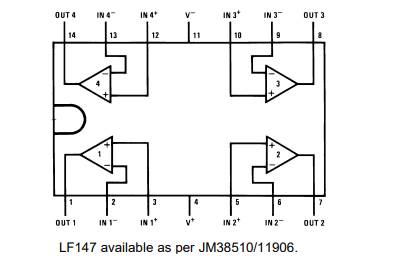 OUT 4 IN 4⁻ IN 4⁺ V⁻ IN 3⁺ IN 3⁻ OUT 3
14 13 12 11 10 9 8
4 3
1 2
1 2 3 4 5 6 7
OUT 1 IN 1⁻ IN 1⁺ V⁺ IN 2⁺ IN 2⁻ OUT 2
LF147 available as per JM38510/11906.